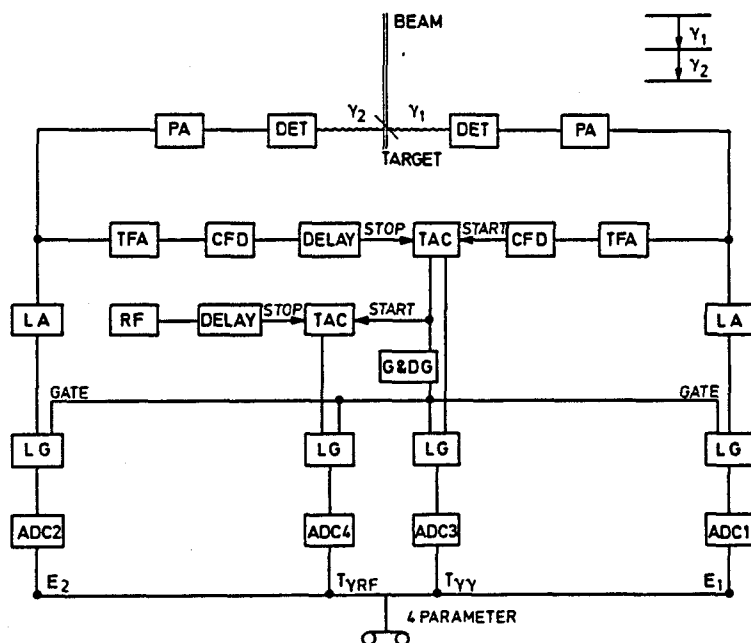 BEAM
γ1
γ2
PA DET γ2 γ1 DET PA
TARGET
TFA CFD DELAY STOP TAC START CFD TFA
LA RF DELAY STOP TAC START LA
G&DG
GATE GATE
LG LG LG LG
ADC2 ADC4 ADC3 ADC1
E2 TγRF Tγγ E1
4 PARAMETER